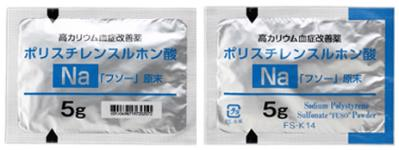 高カリウム血症改善薬
ポリスチレンスルホン酸
Na「フソー」原末
5g
高カリウム血症改善薬
ポリスチレンスルホン酸
Na「フソー」原末
5g
プラ
Sodium Polystyrene
Sulfonate "FUSO" Powder
FS-K14